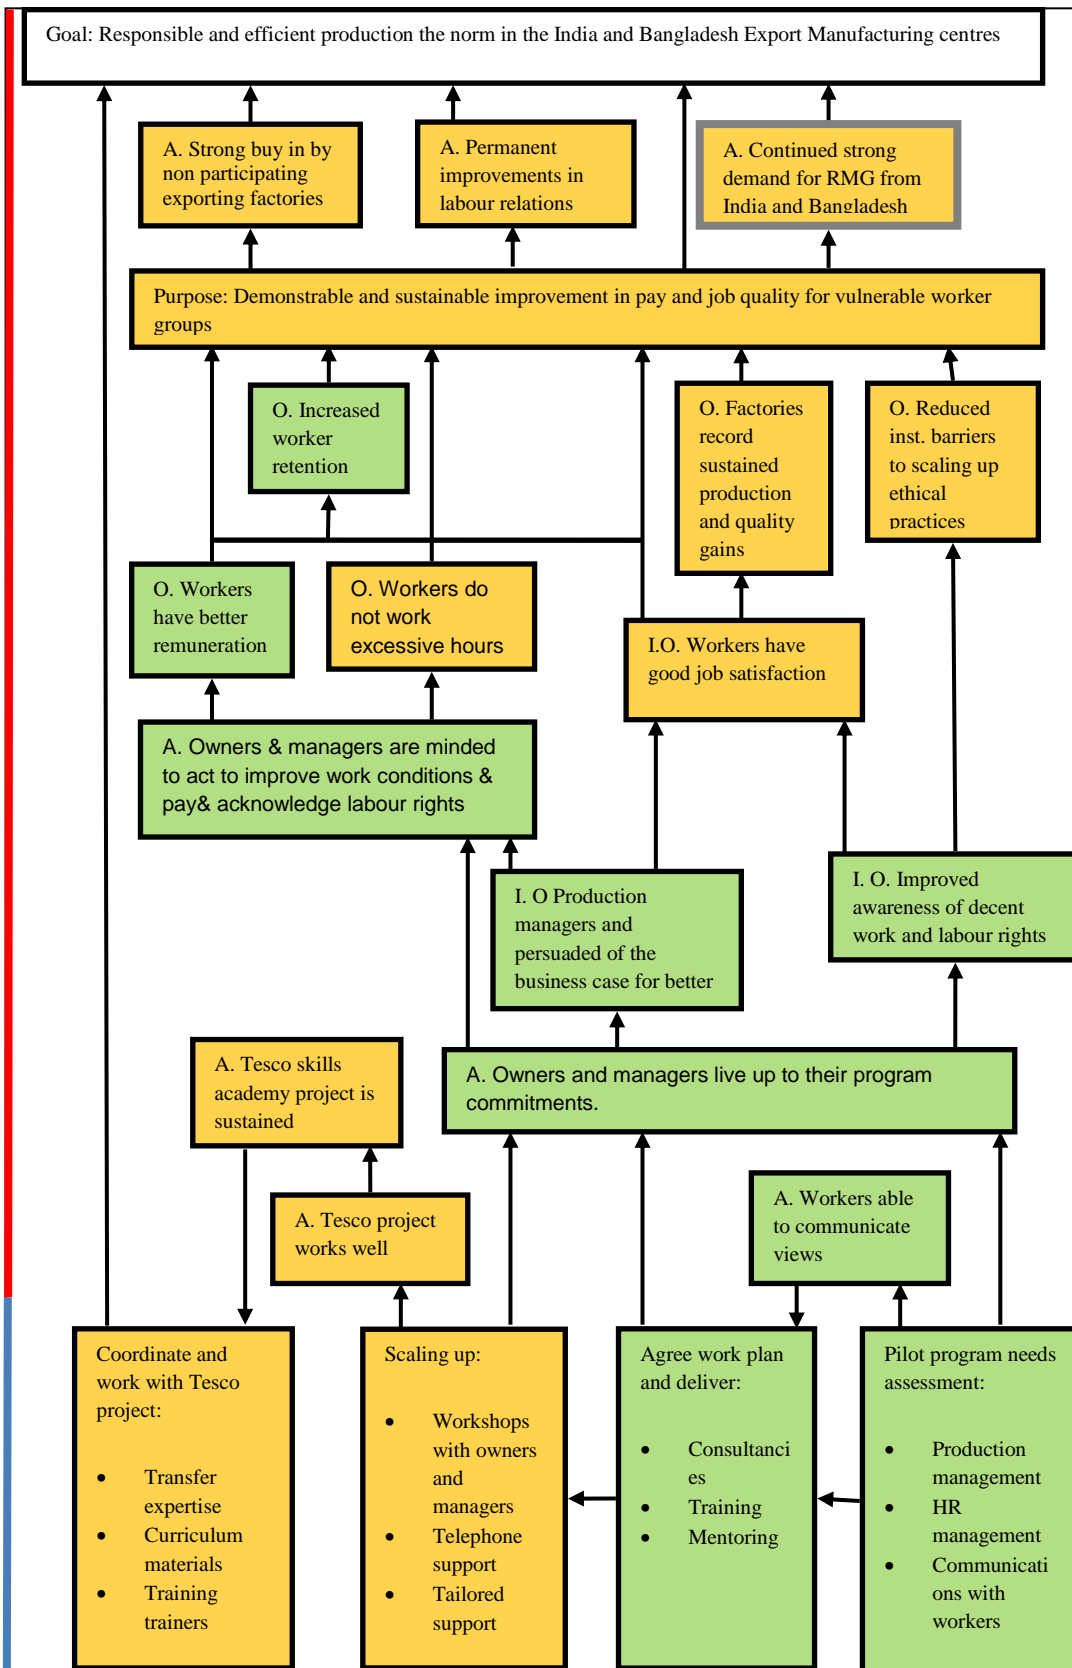 Goal: Responsible and efficient production the norm in the India and Bangladesh Export Manufacturing centres
A. Strong buy in by
non participating
exporting factories
A. Permanent
improvements in
labour relations
A. Continued strong
demand for RMG from
India and Bangladesh
Purpose: Demonstrable and sustainable improvement in pay and job quality for vulnerable worker
groups
O. Increased
worker
retention
O. Factories
record
sustained
production
and quality
gains
O. Reduced
inst. barriers
to scaling up
ethical
practices
O. Workers
have better
remuneration
O. Workers do
not work
excessive hours
I.O. Workers have
good job satisfaction
A. Owners & managers are minded
to act to improve work conditions &
pay& acknowledge labour rights
I. O Production
managers and
persuaded of the
business case for better
I. O. Improved
awareness of decent
work and labour rights
A. Tesco skills
academy project is
sustained
A. Owners and managers live up to their program
commitments.
A. Tesco project
works well
A. Workers able
to communicate
views
Coordinate and
work with Tesco
project:
• Transfer
expertise
• Curriculum
materials
• Training
trainers
Scaling up:
• Workshops
with owners
and
managers
• Telephone
support
• Tailored
support
Agree work plan
and deliver:
• Consultanci
es
• Training
• Mentoring
Pilot program needs
assessment:
• Production
management
• HR
management
• Communicati
ons with
workers